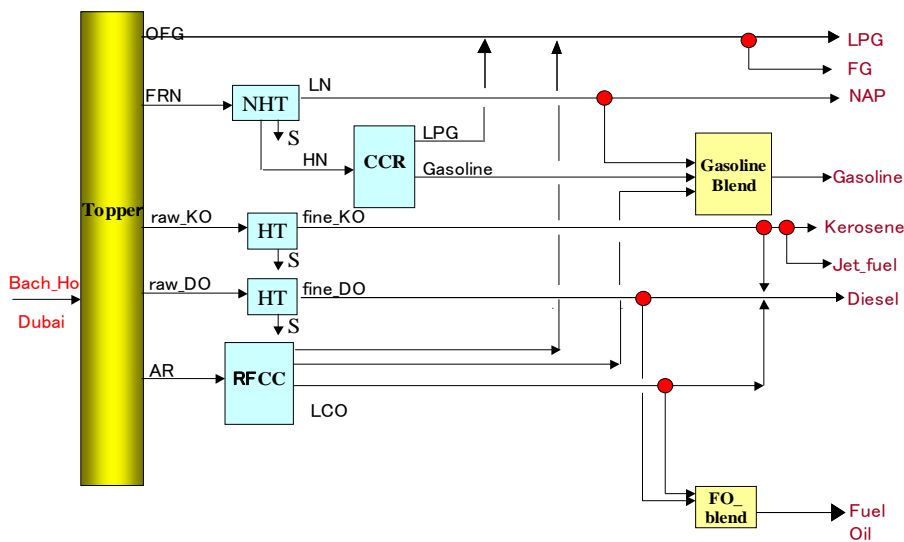 OFG
LPG
FG
FRN
NHT
LN
NAP
S
LPG
HN
CCR
Gasoline
Gasoline
Blend
Gasoline
Topper
raw_KO
HT
fine_KO
Kerosene
S
Jet_fuel
Bach_Ho
raw_DO
HT
fine_DO
Diesel
Dubai
S
AR
RFCC
LCO
FO_
blend
Fuel
Oil